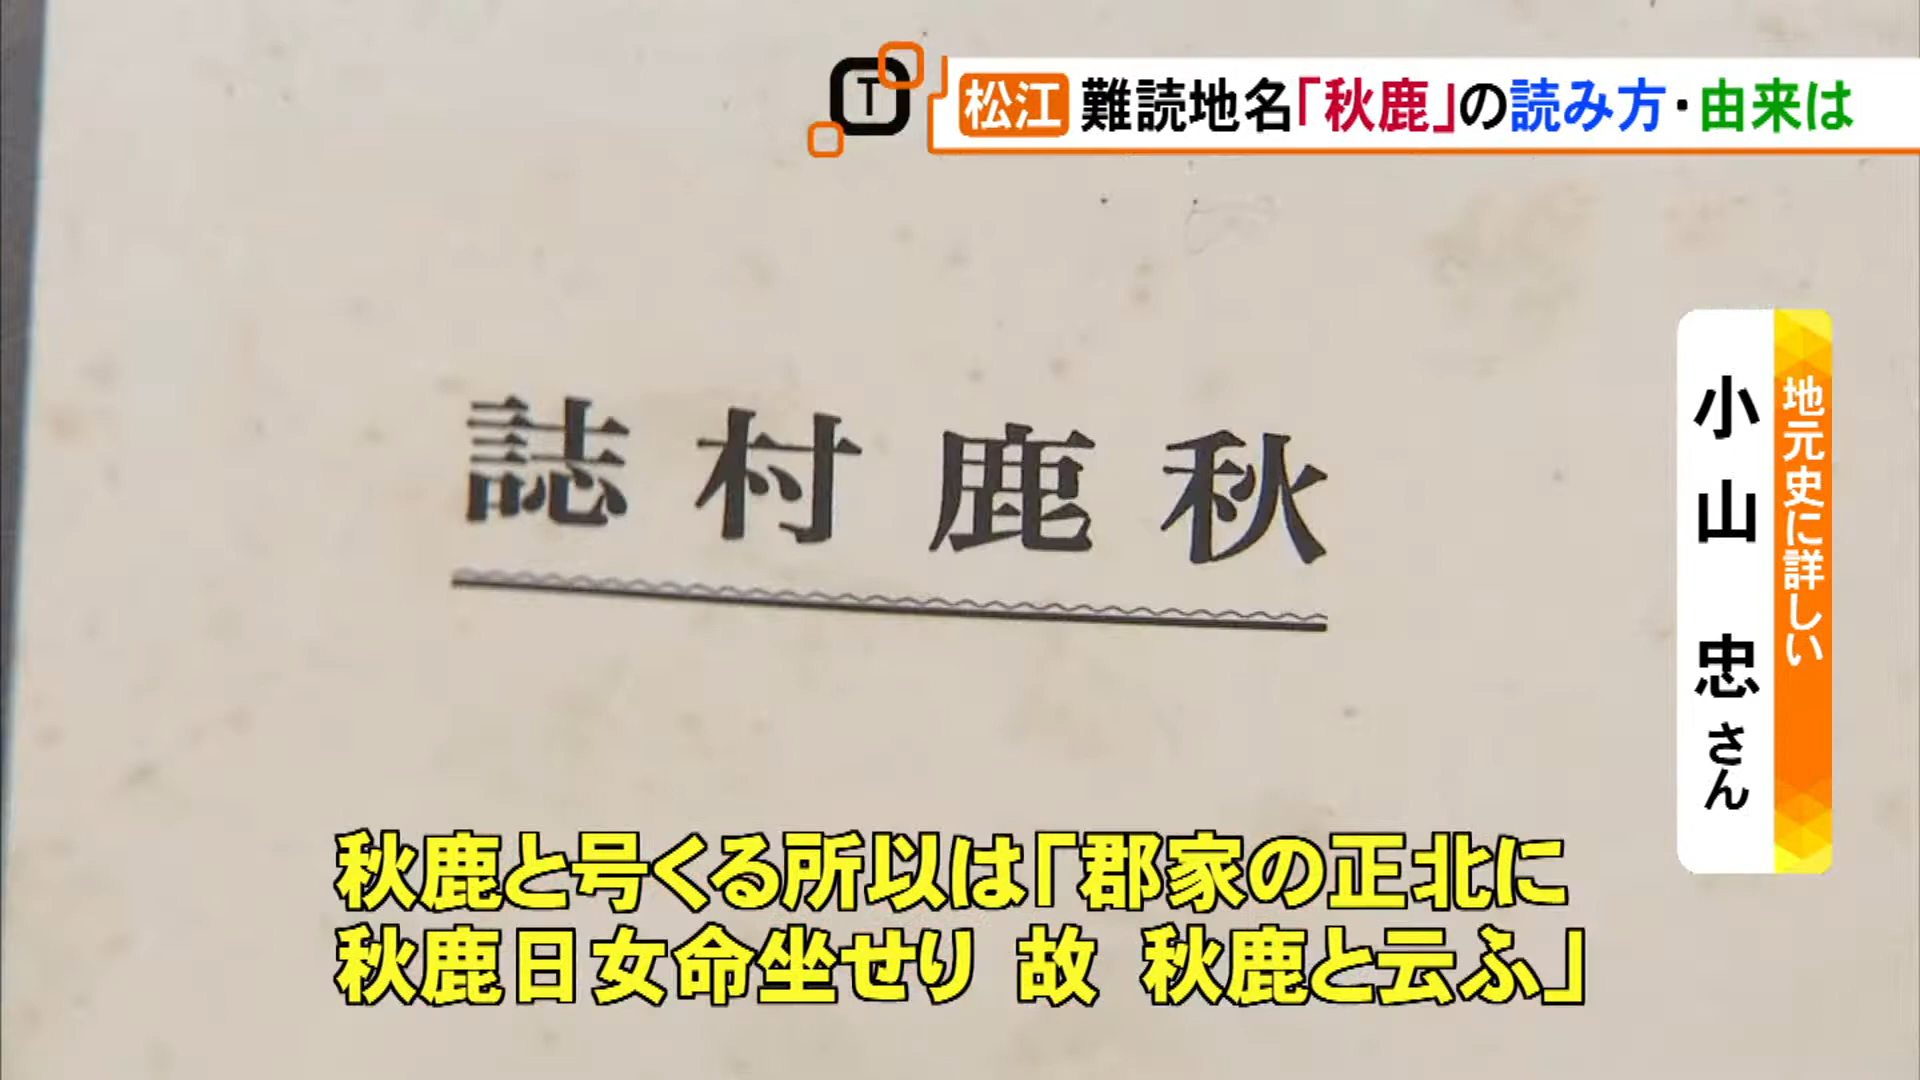 T
松江 難読地名「秋鹿」の読み方・由来は
誌村鹿秋
地元史に詳しい
小山 忠さん
秋鹿と号くる所以は「郡家の正北に
秋鹿日女命坐せり 故 秋鹿と云ふ」